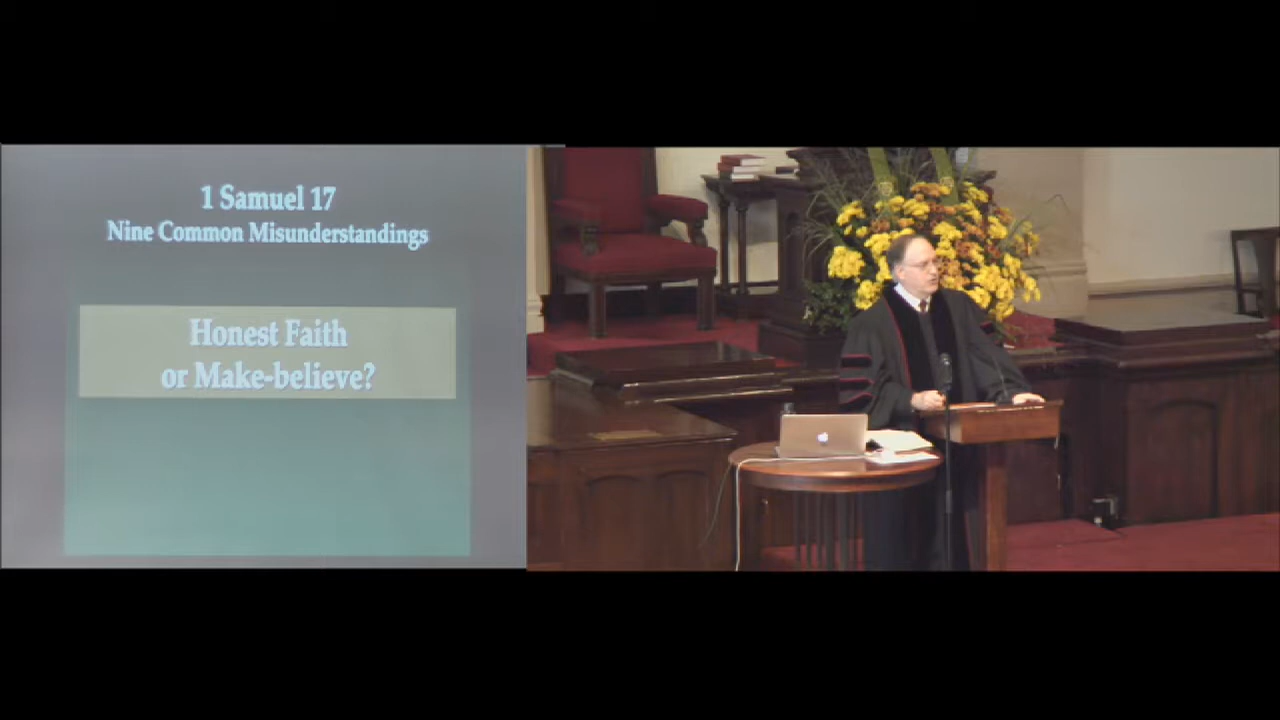 1 Samuel 17
Nine Common Misunderstandings
Honest Faith
or Make-believe?